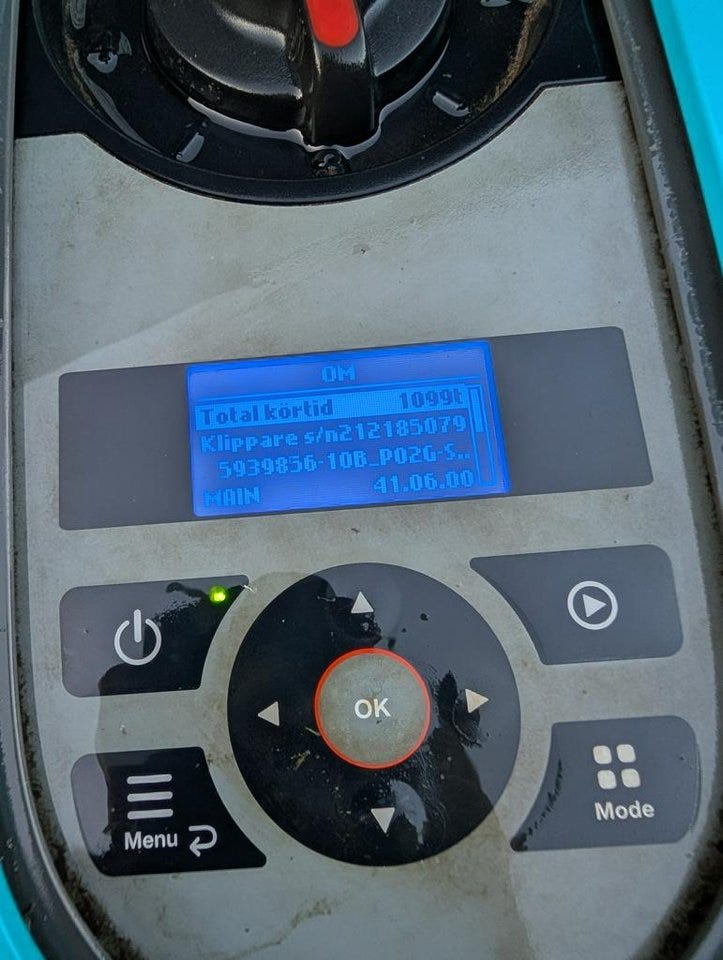 OM
Total körtid 1099t
Klippare s/n212185079
5939856-10B_P02G-S..
MAIN 41.06.00
OK
Menu
Mode